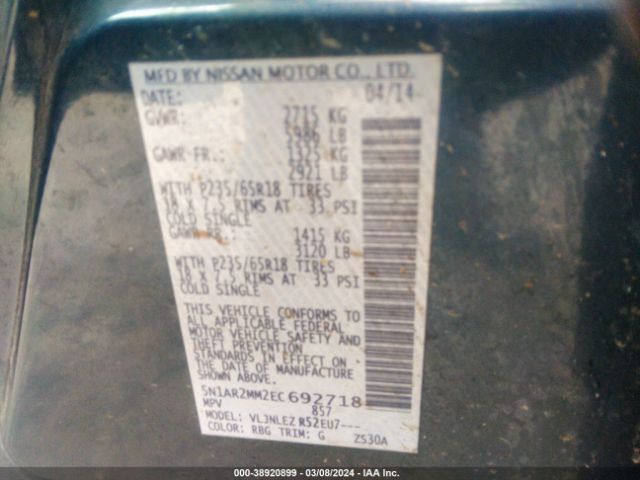 MFD BY NISSAN MOTOR CO., LTD.
DATE: 04/14
GVWR: 2715 KG
5986 LB
GAWR FR.: 1325 KG
2921 LB
WITH P235/65R18 TIRES
18 X 7.5 RIMS AT 33 PSI
COLD SINGLE
GAWR RR.: 1415 KG
3120 LB
WITH P235/65R18 TIRES
18 X 7.5 RIMS AT 33 PSI
COLD SINGLE
THIS VEHICLE CONFORMS TO
ALL APPLICABLE FEDERAL
MOTOR VEHICLE SAFETY AND
THEFT PREVENTION
STANDARDS IN EFFECT ON
THE DATE OF MANUFACTURE
SHOWN ABOVE.
5N1AR2MM2EC692718
MPV 857
MODEL: VLJNLEZ R52EU7---
COLOR: RBG TRIM: G ZS30A
000-38920899 - 03/08/2024 - IAA Inc.